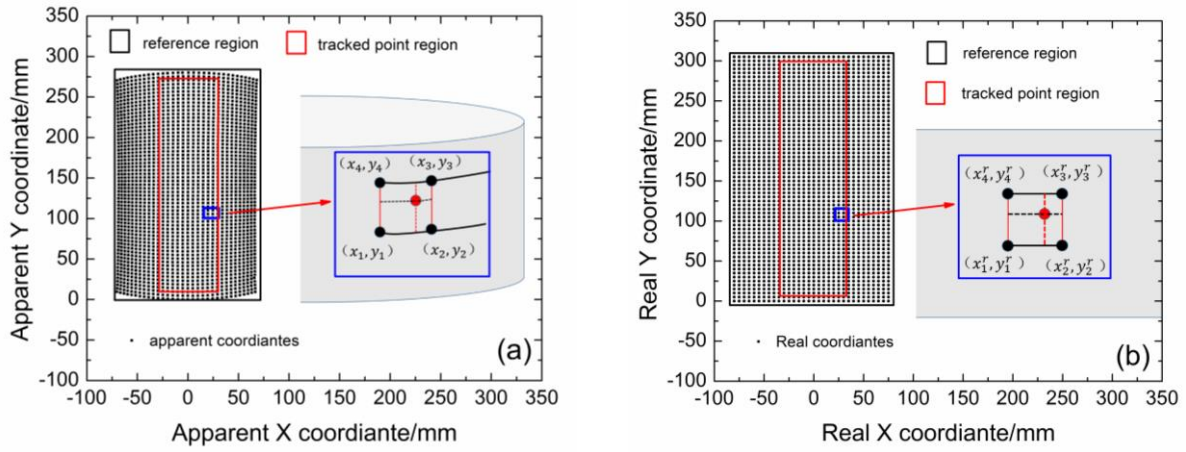 350
300
250
200
150
100
50
0
-50
-100
Apparent Y coordinate/mm
reference region
tracked point region
(x₄, y₄) (x₃, y₃)
(x₁, y₁) (x₂, y₂)
apparent coordiantes
(a)
-100 -50 0 50 100 150 200 250 300 350
Apparent X coordiante/mm
350
300
250
200
150
100
50
0
-50
-100
Real Y coordinate/mm
reference region
tracked point region
(x₄ʳ, y₄ʳ) (x₃ʳ, y₃ʳ)
(x₁ʳ, y₁ʳ) (x₂ʳ, y₂ʳ)
Real coordiantes
(b)
-100 -50 0 50 100 150 200 250 300 350
Real X coordinate/mm